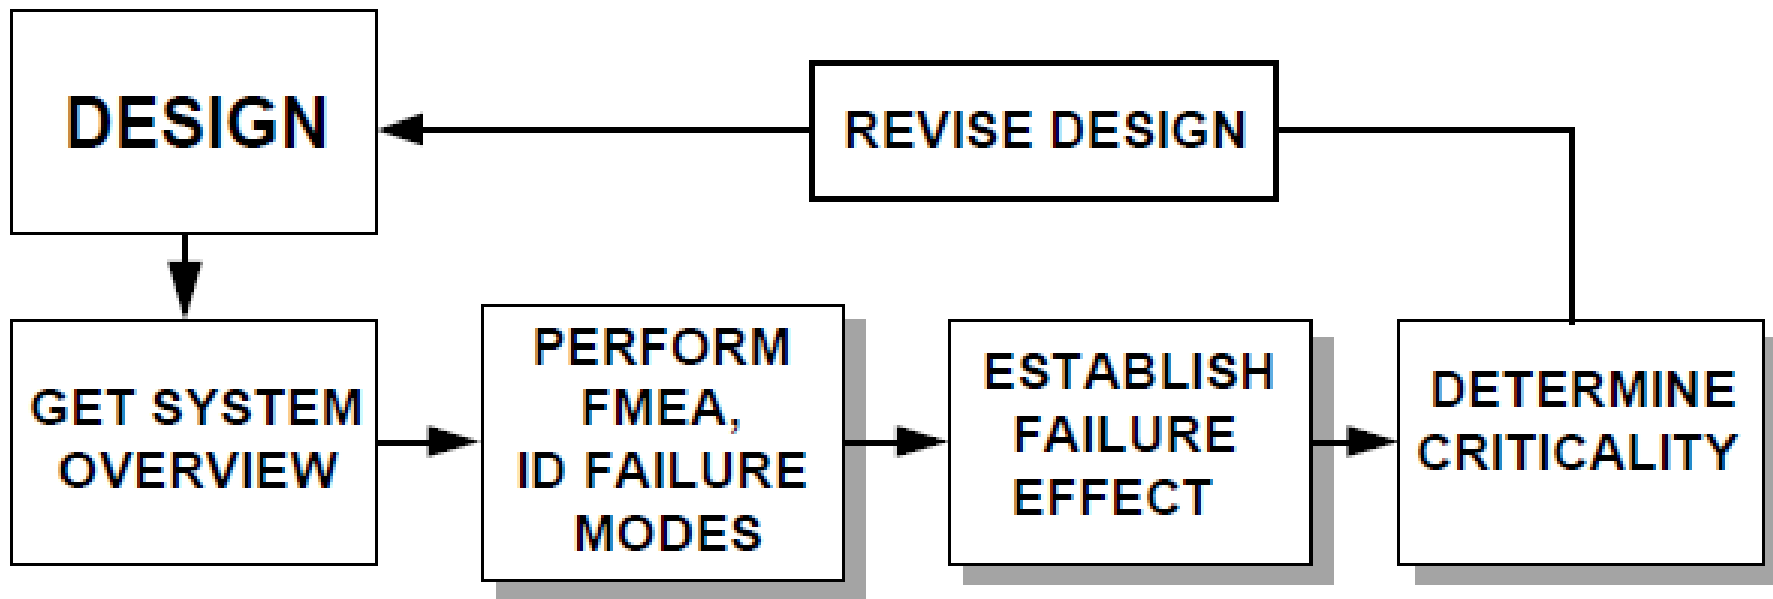 DESIGN
REVISE DESIGN
GET SYSTEM
OVERVIEW
PERFORM
FMEA,
ID FAILURE
MODES
ESTABLISH
FAILURE
EFFECT
DETERMINE
CRITICALITY